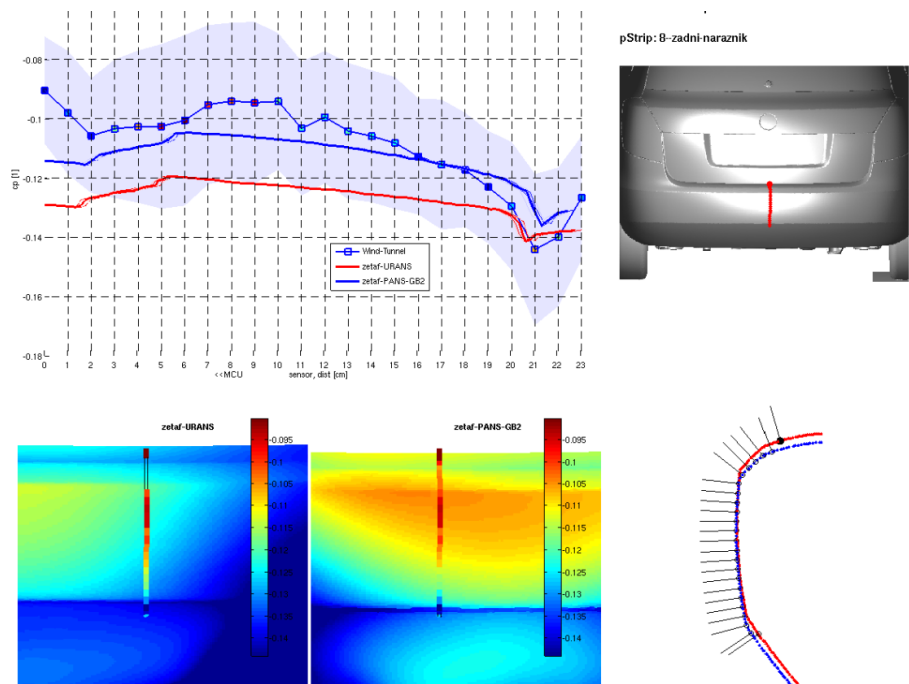 pStrip: 8--zadni-naraznik
-0.08
-0.1
-0.12
-0.14
-0.16
-0.18
cp [1]
Wind-Tunnel
zetaf-URANS
zetaf-PANS-GB2
0 1 2 3 4 5 6 7 8 9 10 11 12 13 14 15 16 17 18 19 20 21 22 23
<<MCU sensor, dist [cm]
zetaf-URANS
-0.095
-0.1
-0.105
-0.11
-0.115
-0.12
-0.125
-0.13
-0.135
-0.14
zetaf-PANS-GB2
-0.095
-0.1
-0.105
-0.11
-0.115
-0.12
-0.125
-0.13
-0.135
-0.14